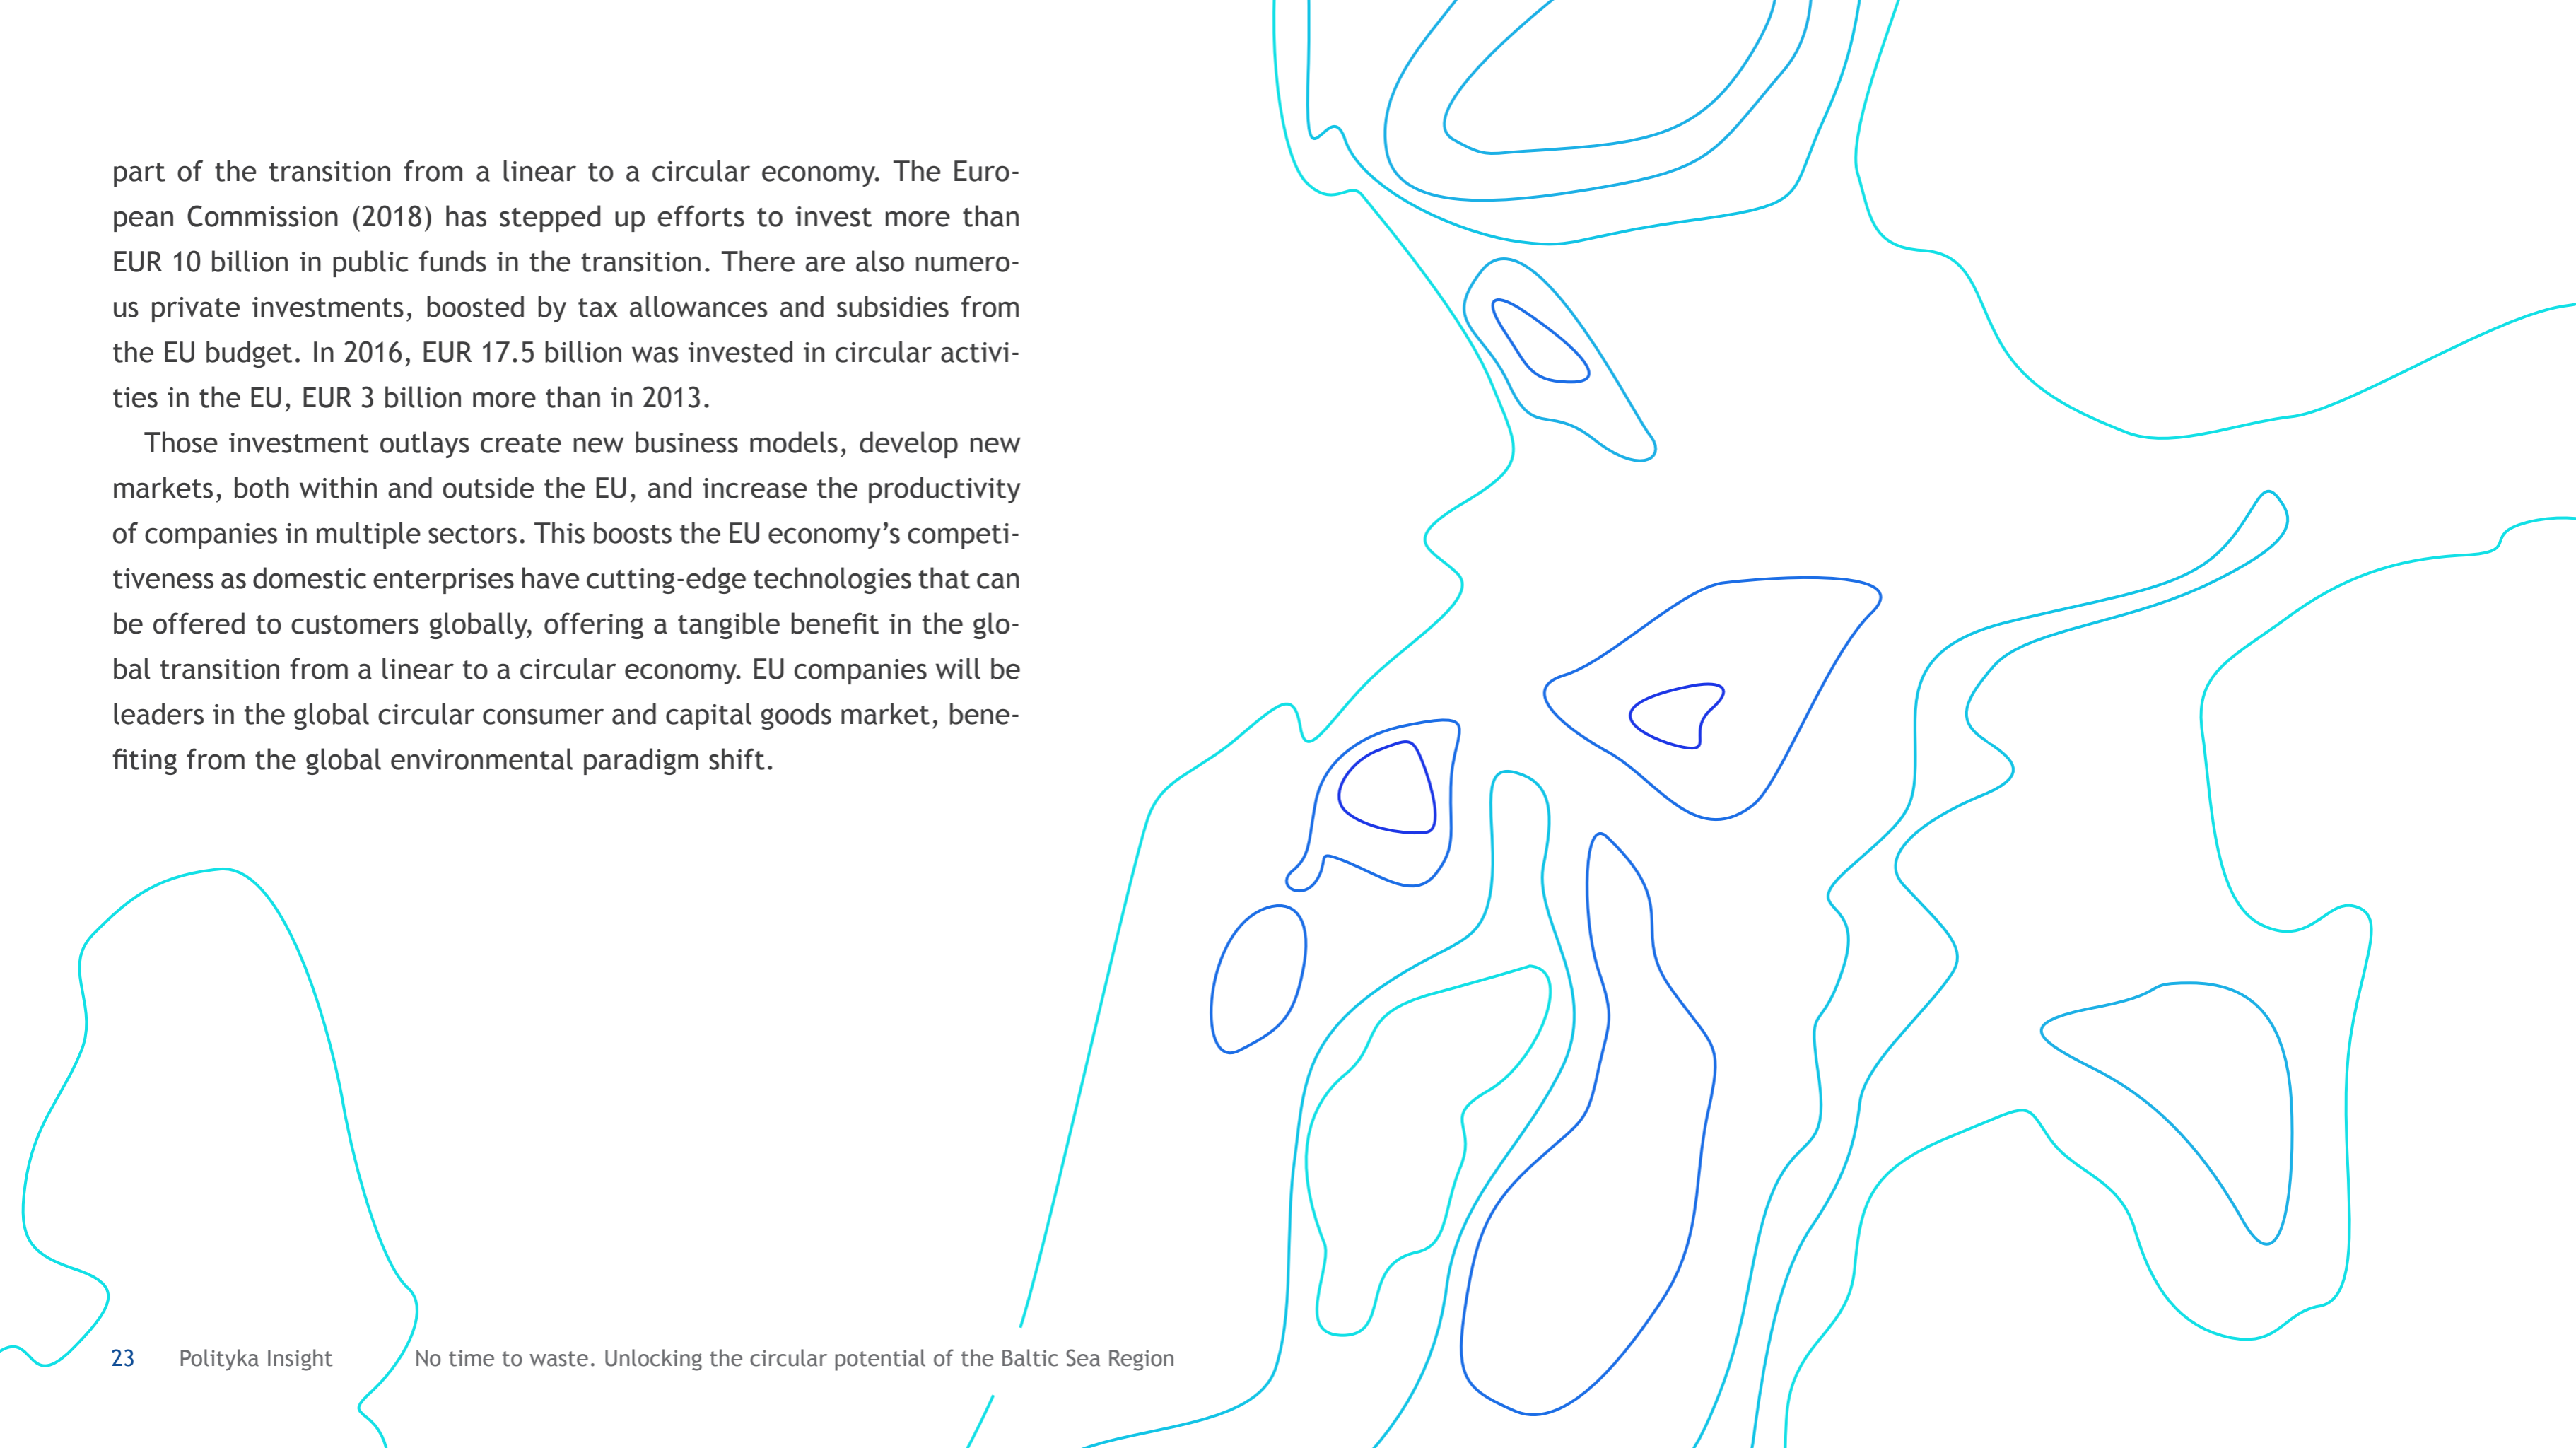 part of the transition from a linear to a circular economy. The Euro-
pean Commission (2018) has stepped up efforts to invest more than
EUR 10 billion in public funds in the transition. There are also numero-
us private investments, boosted by tax allowances and subsidies from
the EU budget. In 2016, EUR 17.5 billion was invested in circular activi-
ties in the EU, EUR 3 billion more than in 2013.
Those investment outlays create new business models, develop new
markets, both within and outside the EU, and increase the productivity
of companies in multiple sectors. This boosts the EU economy’s competi-
tiveness as domestic enterprises have cutting-edge technologies that can
be offered to customers globally, offering a tangible benefit in the glo-
bal transition from a linear to a circular economy. EU companies will be
leaders in the global circular consumer and capital goods market, bene-
fiting from the global environmental paradigm shift.
23 Polityka Insight No time to waste. Unlocking the circular potential of the Baltic Sea Region